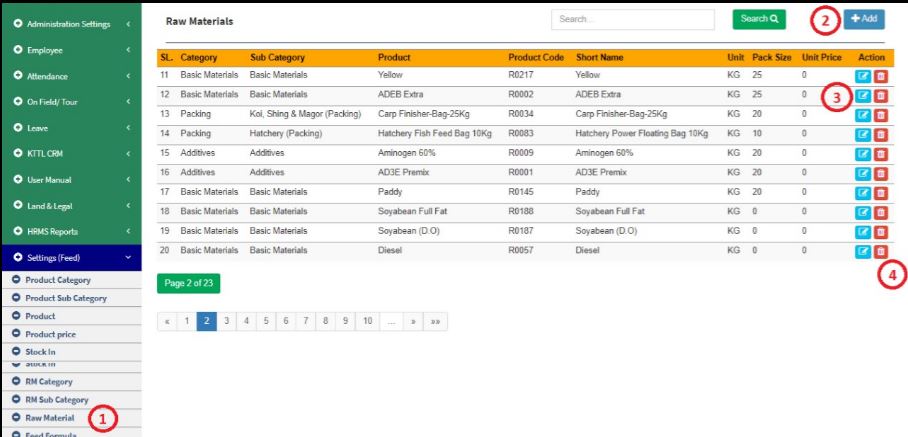 Administration Settings
Employee
Attendance
On Field/ Tour
Leave
KTTL CRM
User Manual
Land & Legal
HRMS Reports
Settings (Feed)
Product Category
Product Sub Category
Product
Product price
Stock In
Stock In
RM Category
RM Sub Category
Raw Material 1
Feed Formula
Raw Materials Search... Search 2 Add
SL. Category Sub Category Product Product Code Short Name Unit Pack Size Unit Price Action
11 Basic Materials Basic Materials Yellow R0217 Yellow KG 25 0
12 Basic Materials Basic Materials ADEB Extra R0002 ADEB Extra KG 25 0 3
13 Packing Koi, Shing & Magor (Packing) Carp Finisher-Bag-25Kg R0034 Carp Finisher-Bag-25Kg KG 20 0
14 Packing Hatchery (Packing) Hatchery Fish Feed Bag 10Kg R0083 Hatchery Power Floating Bag 10Kg KG 10 0
15 Additives Additives Aminogen 60% R0009 Aminogen 60% KG 20 0
16 Additives Additives AD3E Premix R0001 AD3E Premix KG 20 0
17 Basic Materials Basic Materials Paddy R0145 Paddy KG 20 0
18 Basic Materials Basic Materials Soyabean Full Fat R0188 Soyabean Full Fat KG 0 0
19 Basic Materials Basic Materials Soyabean (D.O) R0187 Soyabean (D.O) KG 0 0
20 Basic Materials Basic Materials Diesel R0057 Diesel KG 0 0
4
Page 2 of 23
« 1 2 3 4 5 6 7 8 9 10 ... » »»